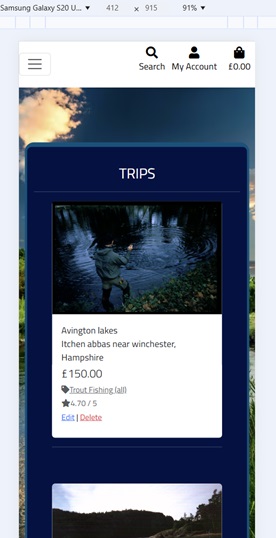 Samsung Galaxy S20 U... ▼ 412 × 915 91% ▼
Search My Account £0.00
TRIPS
Avington lakes
Itchen abbas near winchester,
Hampshire
£150.00
Trout Fishing (all)
4.70 / 5
Edit | Delete